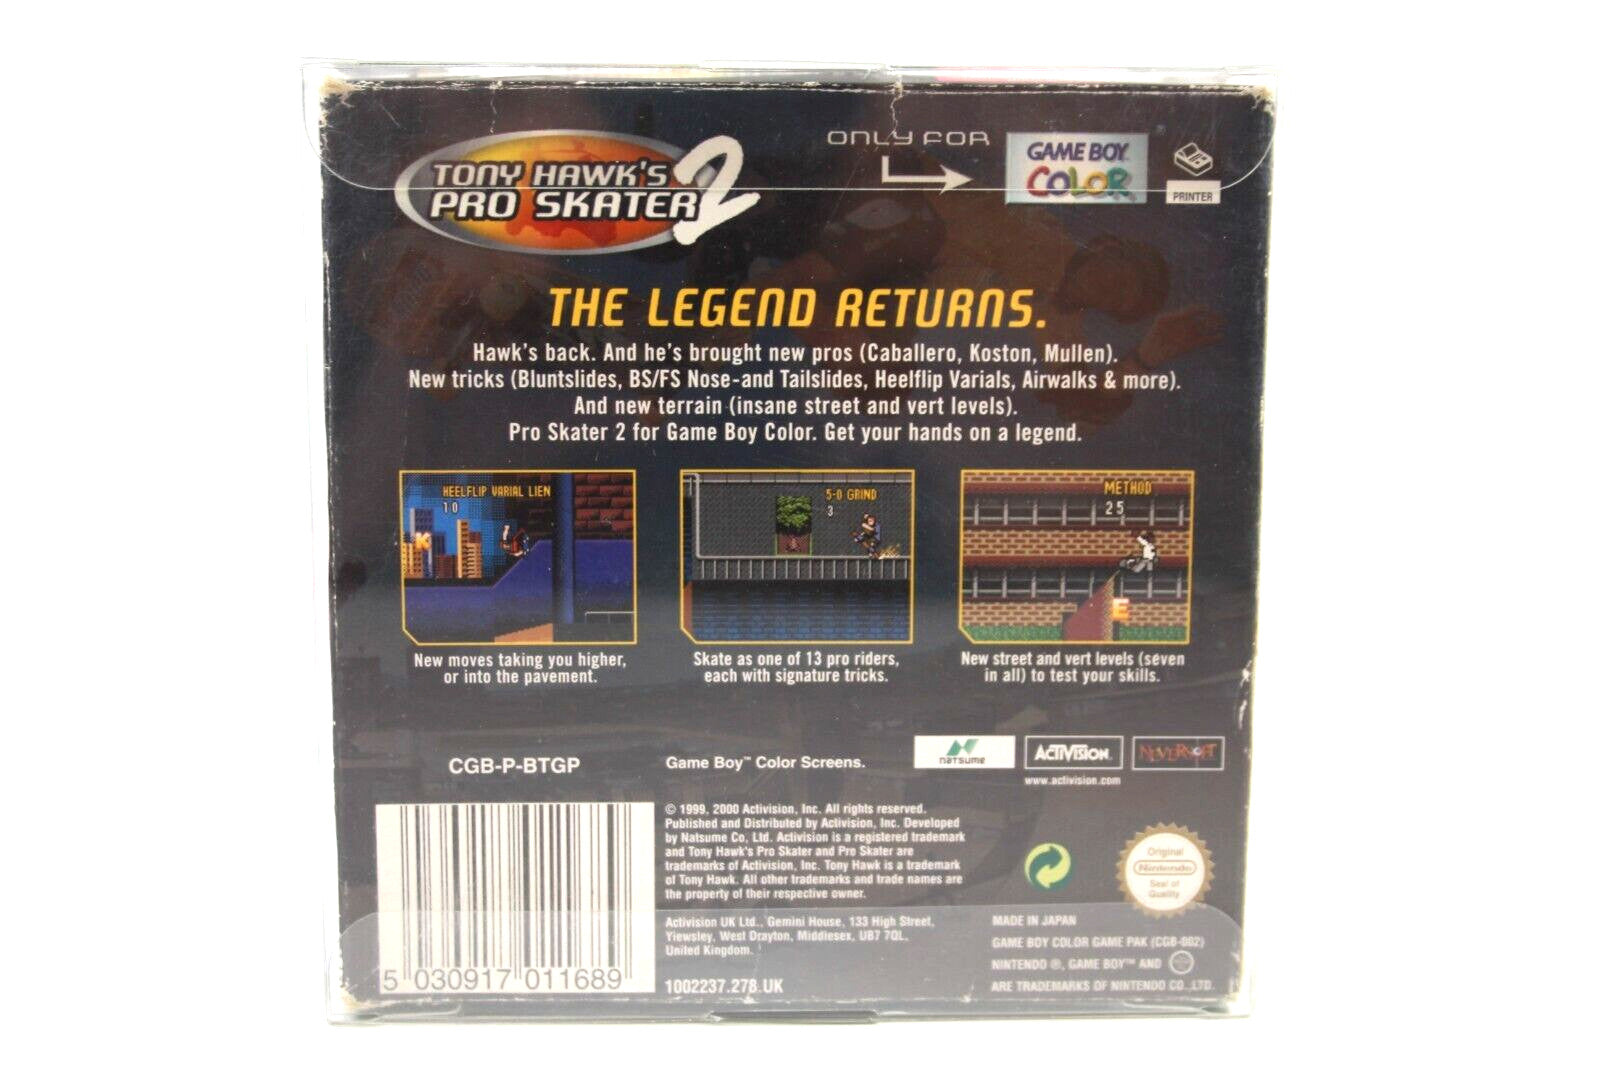 TONY HAWK'S
PRO SKATER 2
ONLY FOR
GAME BOY
COLOR
PRINTER
THE LEGEND RETURNS.
Hawk's back. And he's brought new pros (Caballero, Koston, Mullen).
New tricks (Bluntslides, BS/FS Nose-and Tailslides, Heelflip Varials, Airwalks & more).
And new terrain (insane street and vert levels).
Pro Skater 2 for Game Boy Color. Get your hands on a legend.
HEELFLIP VARIAL LIEN
10
K
5-0 GRIND
3
METHOD
25
E
New moves taking you higher,
or into the pavement.
Skate as one of 13 pro riders,
each with signature tricks.
New street and vert levels (seven
in all) to test your skills.
CGB-P-BTGP
Game Boy™ Color Screens.
NATSUME
ACTIVISION.
NEVERSOFT
www.activision.com
© 1999, 2000 Activision, Inc. All rights reserved.
Published and Distributed by Activision, Inc. Developed
by Natsume Co, Ltd. Activision is a registered trademark
and Tony Hawk's Pro Skater and Pro Skater are
trademarks of Activision, Inc. Tony Hawk is a trademark
of Tony Hawk. All other trademarks and trade names are
the property of their respective owner.
Activision UK Ltd., Gemini House, 133 High Street,
Yiewsley, West Drayton, Middlesex, UB7 7QL,
United Kingdom.
1002237.278.UK
5 030917 011689
Original
Nintendo
Seal of
Quality
MADE IN JAPAN
GAME BOY COLOR GAME PAK (CGB-002)
NINTENDO ®, GAME BOY™ AND
ARE TRADEMARKS OF NINTENDO CO.,LTD.